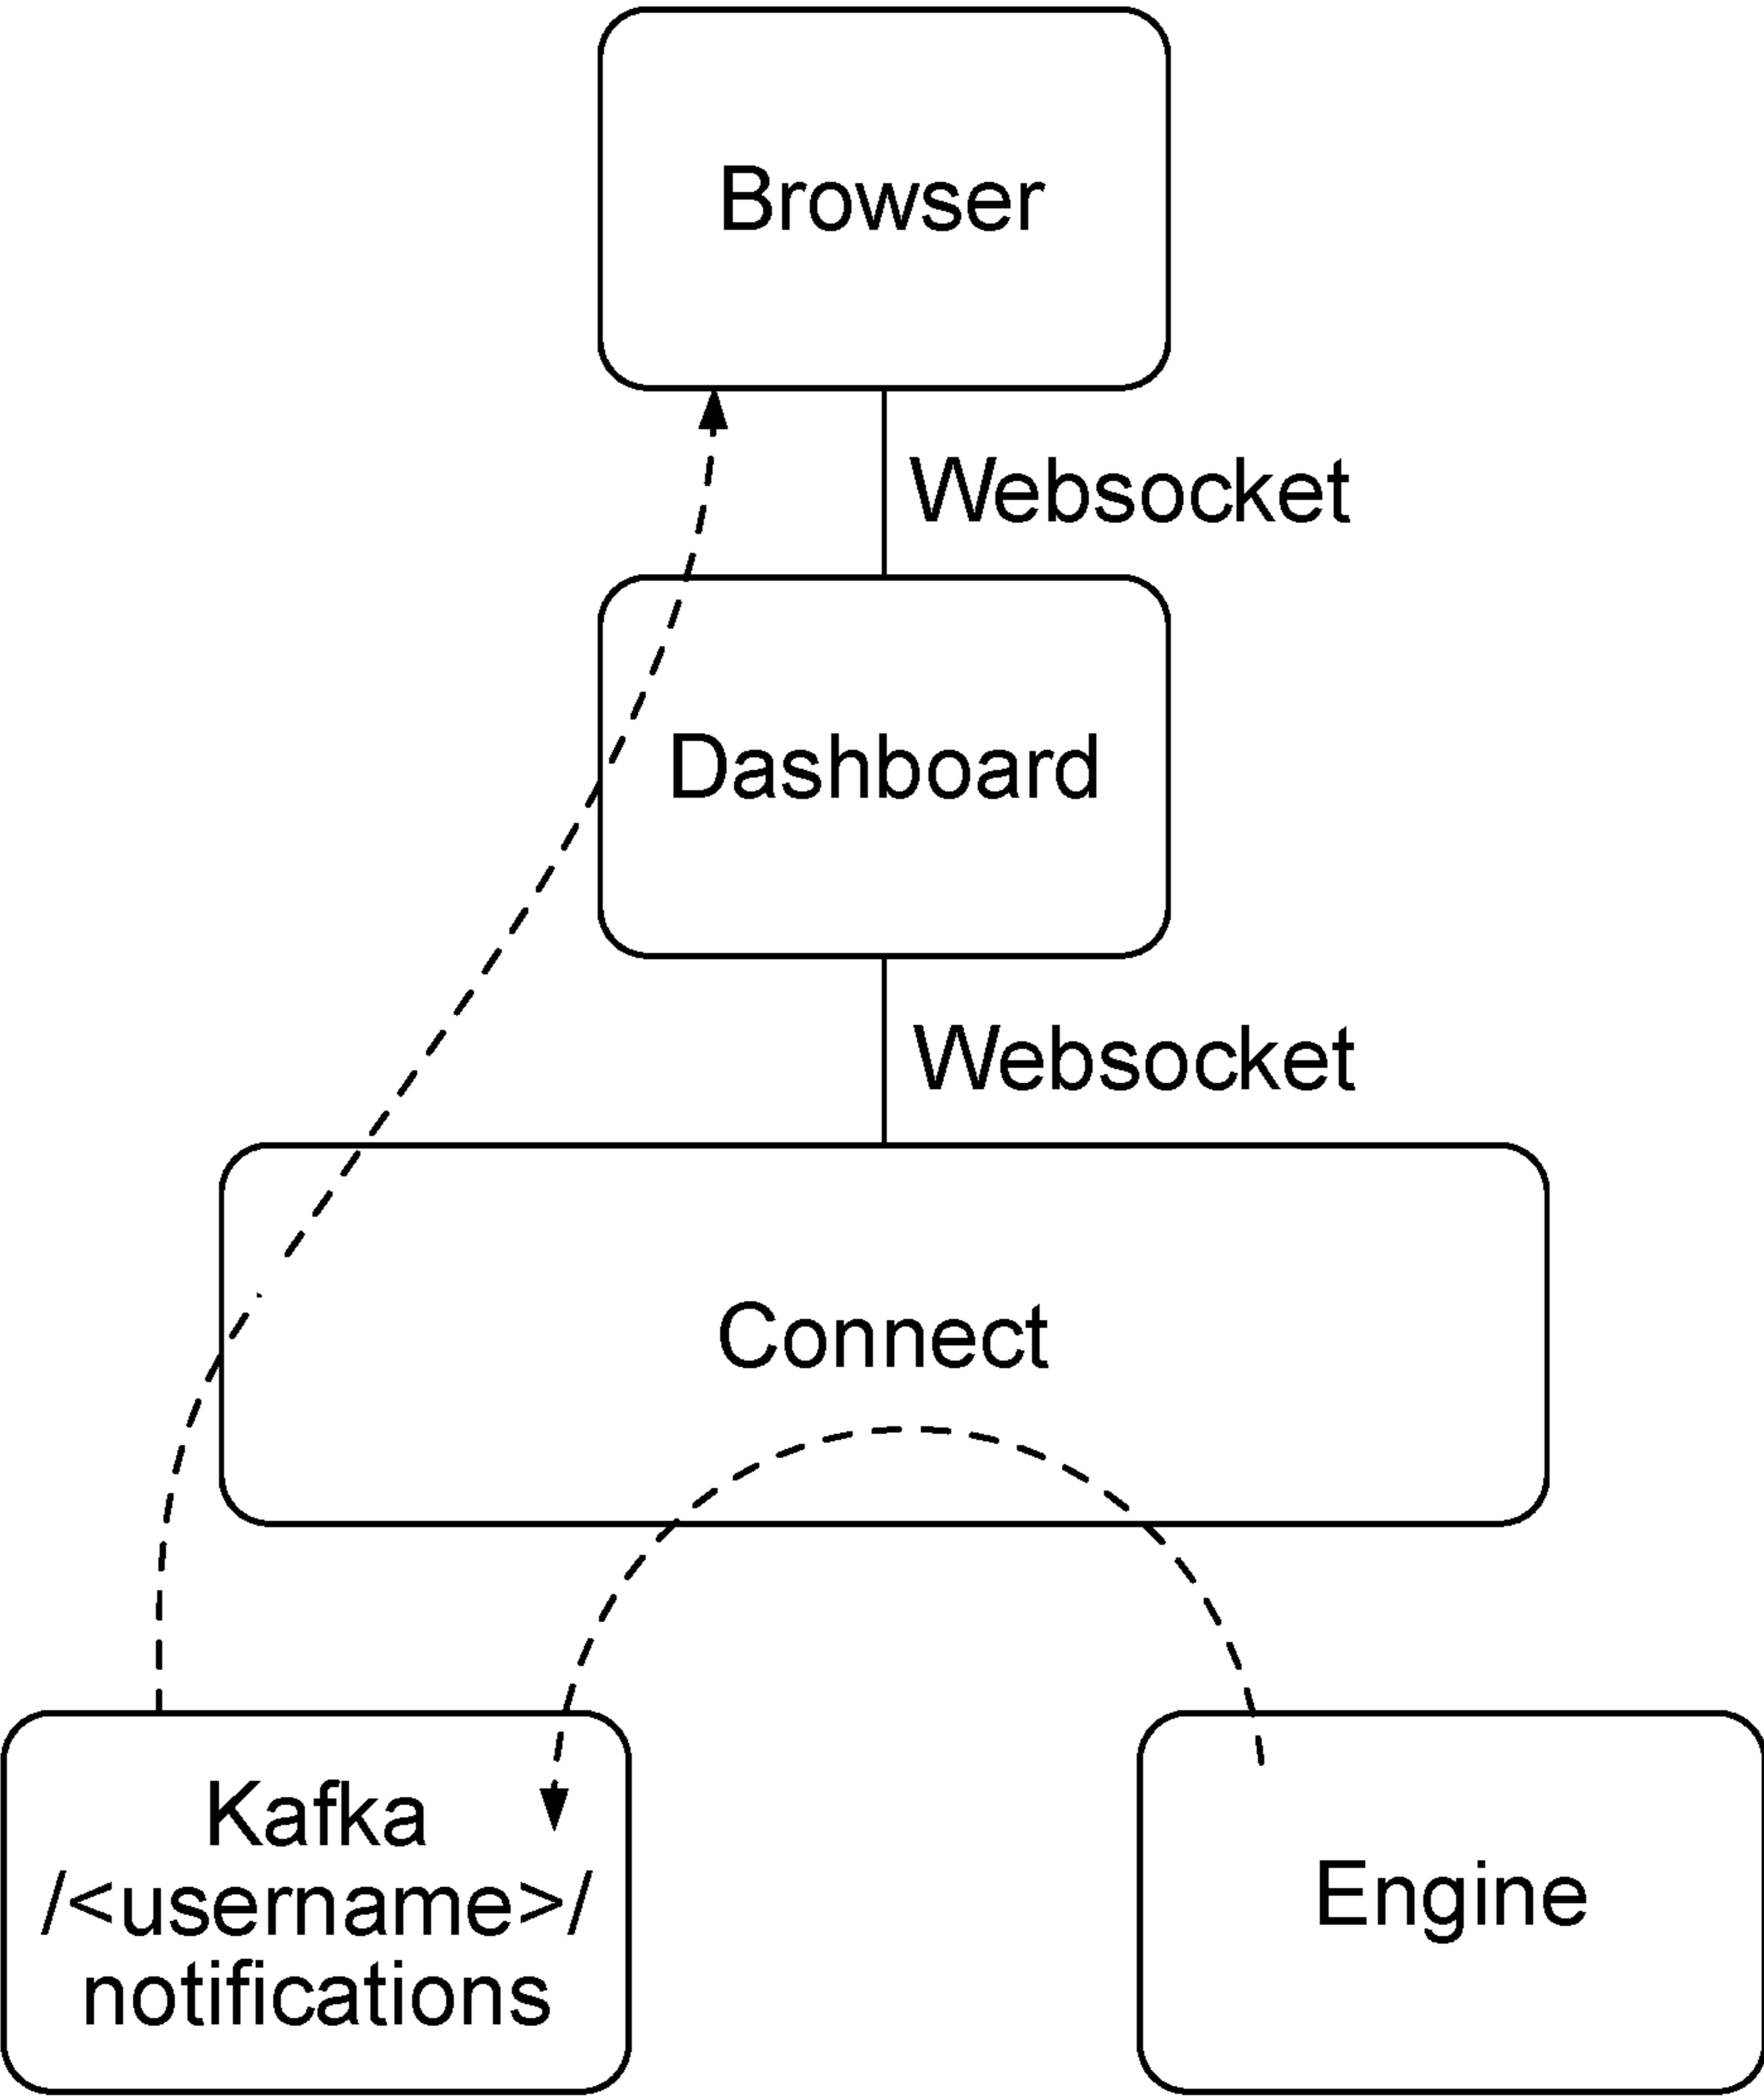 Browser
Websocket
Dashboard
Websocket
Connect
Kafka
/<username>/
notifications
Engine